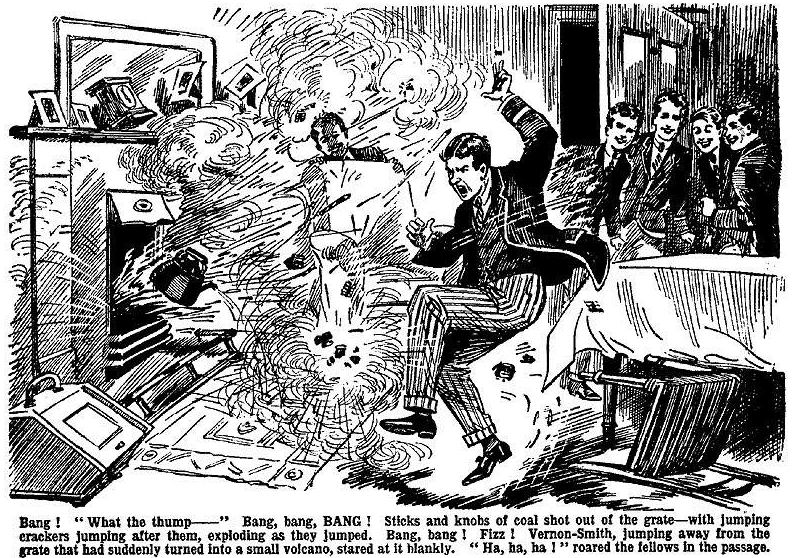 Bang ! “ What the thump—— ” Bang, bang, BANG ! Sticks and knobs of coal shot out of the grate—with jumping
crackers jumping after them, exploding as they jumped. Bang, bang ! Fizz ! Vernon-Smith, jumping away from the
grate that had suddenly turned into a small volcano, stared at it blankly. “ Ha, ha, ha ! ” roared the fellows in the passage.